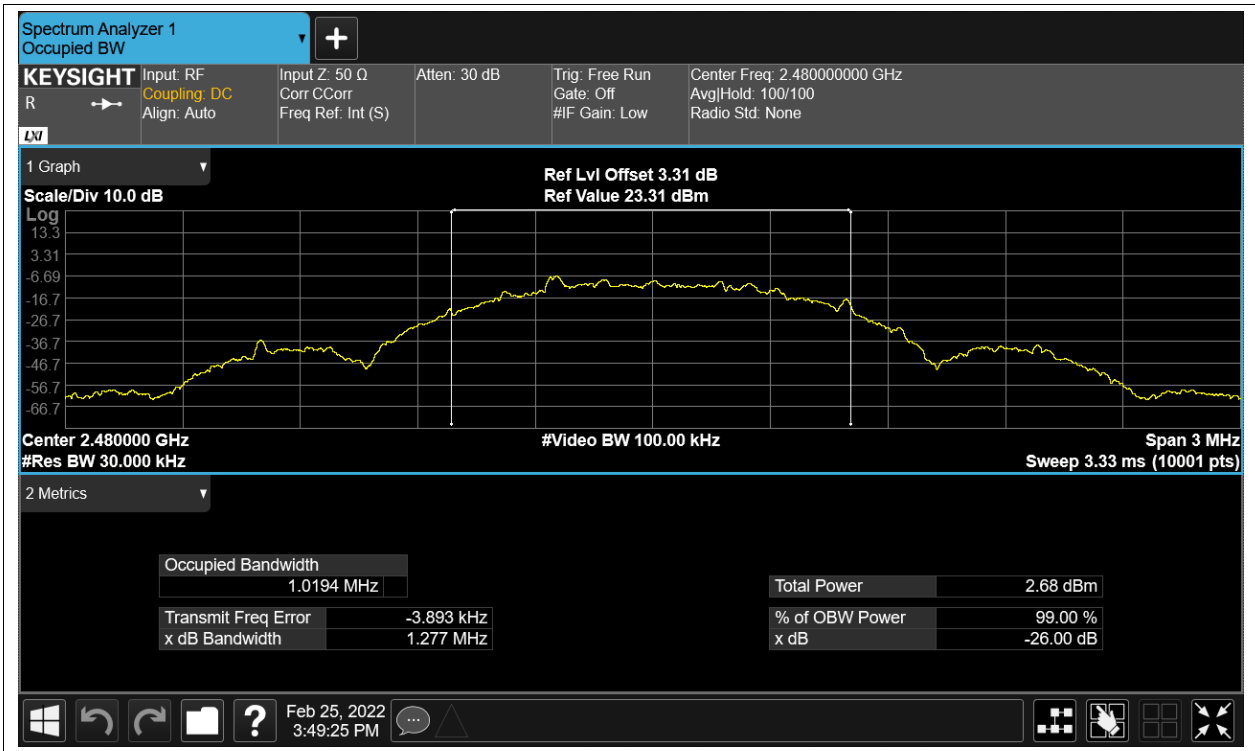 Spectrum Analyzer 1
Occupied BW
KEYSIGHT
R
LXI
Input: RF
Coupling: DC
Align: Auto
Input Z: 50 Ω
Corr CCorr
Freq Ref: Int (S)
Atten: 30 dB
Trig: Free Run
Gate: Off
#IF Gain: Low
Center Freq: 2.480000000 GHz
Avg|Hold: 100/100
Radio Std: None
1 Graph
Scale/Div 10.0 dB
Ref Lvl Offset 3.31 dB
Ref Value 23.31 dBm
Log
13.3
3.31
-6.69
-16.7
-26.7
-36.7
-46.7
-56.7
-66.7
Center 2.480000 GHz
#Video BW 100.00 kHz
Span 3 MHz
#Res BW 30.000 kHz
Sweep 3.33 ms (10001 pts)
2 Metrics
Occupied Bandwidth
1.0194 MHz
Transmit Freq Error -3.893 kHz
x dB Bandwidth 1.277 MHz
Total Power 2.68 dBm
% of OBW Power 99.00 %
x dB -26.00 dB
Feb 25, 2022
3:49:25 PM